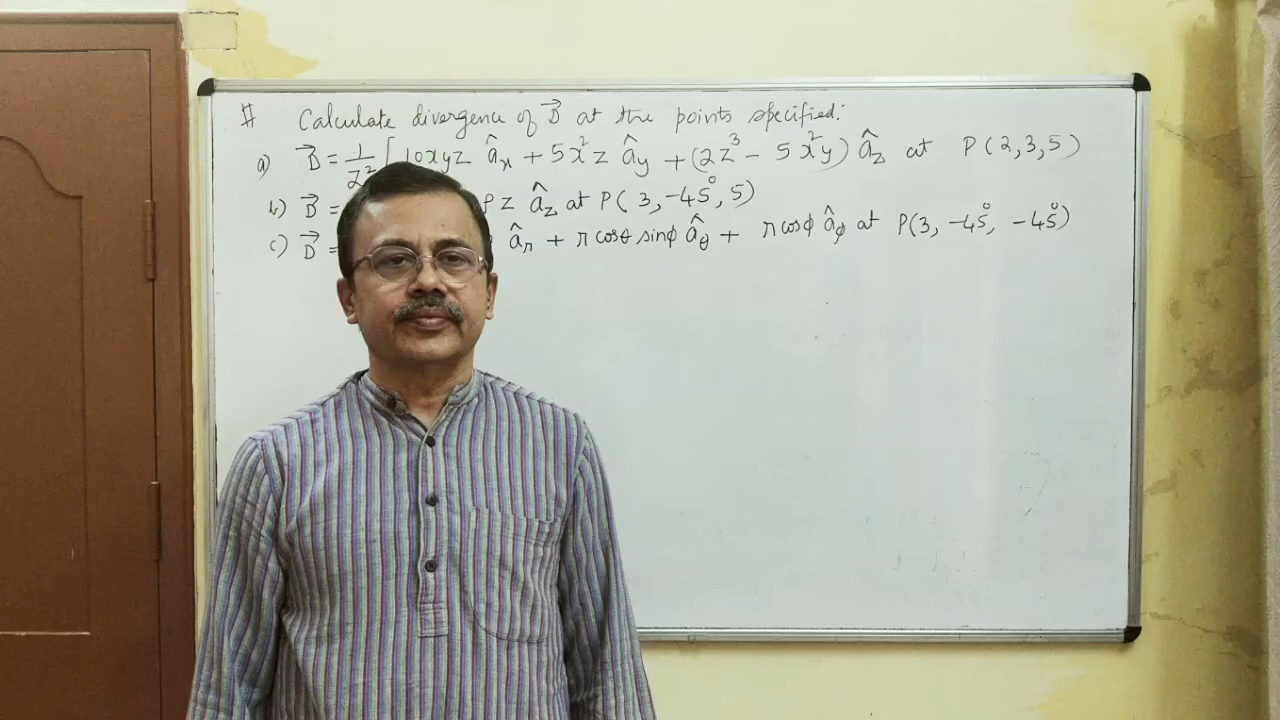 # Calculate divergence of D⃗ at the points specified:
a) D⃗ = 1/z² [10xyz âx + 5x²z ây + (2z³ - 5x²y) âz at P(2,3,5)
b) D⃗ = ρz âz at P(3, -45°, 5)
c) D⃗ = âr + r cosθ sinφ âθ + r cosφ âφ at P(3, -45°, -45°)